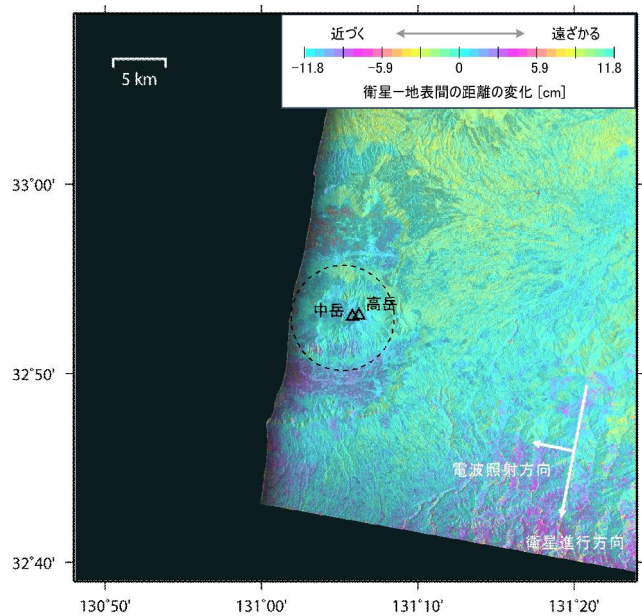 近づく 遠ざかる
-11.8 -5.9 0 5.9 11.8
衛星－地表間の距離の変化 [cm]
5 km
33˚00'
中岳 高岳
32˚50'
電波照射方向
衛星進行方向
32˚40'
130˚50' 131˚00' 131˚10' 131˚20'